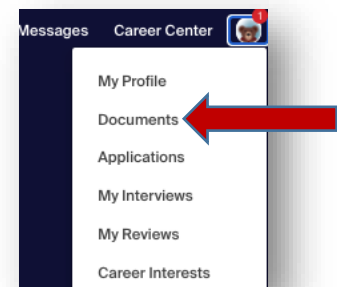 Messages Career Center 1
My Profile
Documents
Applications
My Interviews
My Reviews
Career Interests